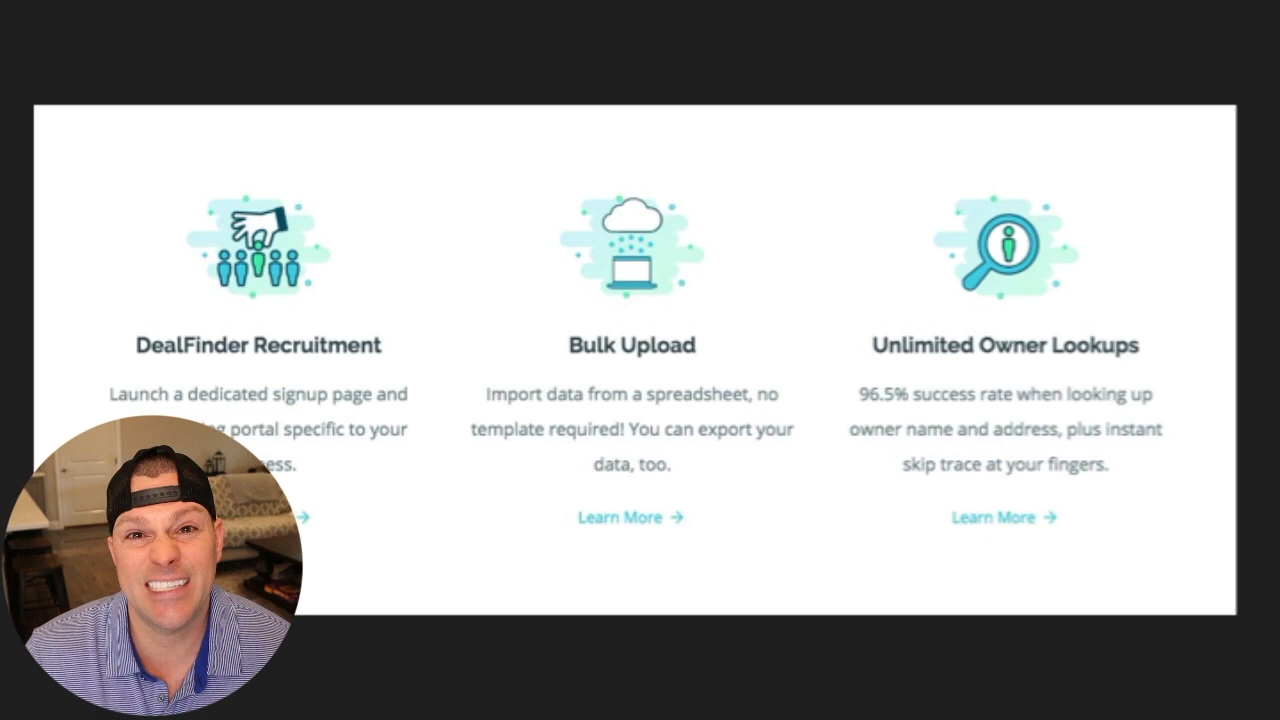 DealFinder Recruitment
Launch a dedicated signup page and
portal specific to your
Bulk Upload
Import data from a spreadsheet, no
template required! You can export your
data, too.
Learn More →
Unlimited Owner Lookups
96.5% success rate when looking up
owner name and address, plus instant
skip trace at your fingers.
Learn More →